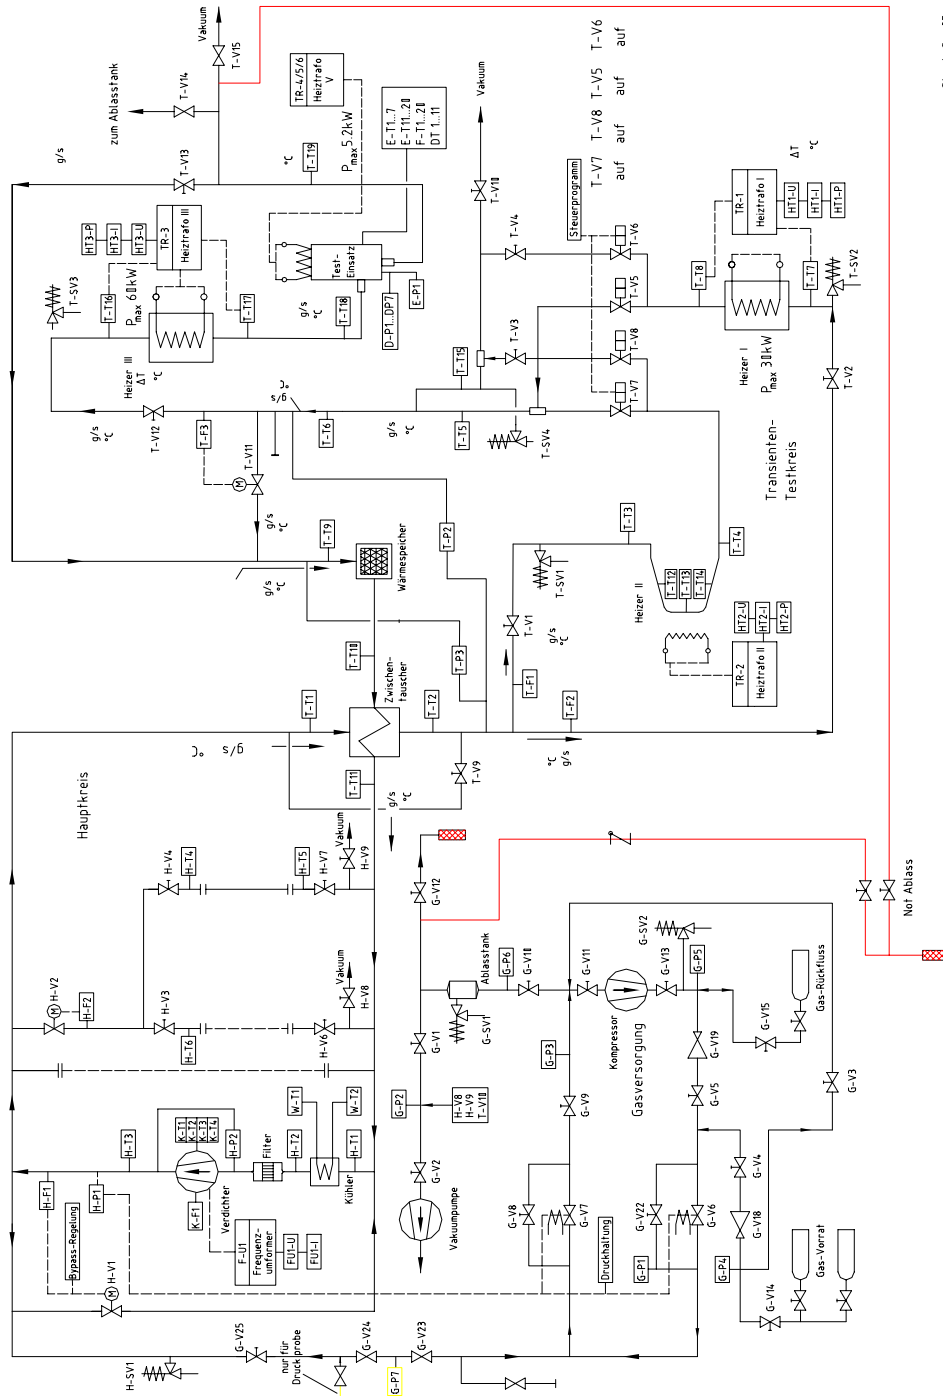 H-SV1
G-V25
nur für
Druckprobe
G-V24
G-P7
G-V23
Bypass-Regelung
H-V1
M
H-F1
H-P1
H-T3
K-T1
K-T2
K-T3
K-T4
K-F1
Verdichter
H-P2
F-U1
Frequenz-
umformer
FU1-U
FU1-I
Filter
H-T2
W-T1
W-T2
Kühler
H-T1
H-V2
M
H-F2
H-V3
H-T6
H-V6
H-V8
Vakuum
H-V4
H-T4
H-T5
H-V7
H-V9
Vakuum
Hauptkreis
Vakuumpumpe
G-V2
G-P2
H-V8
H-V9
T-V10
G-V1
G-SV1
Ablasstank
G-P6
G-V10
G-V12
G-V8
G-V7
Druckhaltung
G-V9
G-P3
G-V11
Kompressor
G-V13
G-SV2
G-P5
Gasversorgung
G-V22
G-P1
G-V6
G-V5
G-V19
G-P4
G-V18
G-V4
G-V14
Gas-Vorrat
G-V15
Gas-Rückfluss
G-V3
Not Ablass
g/s
°C
T-T1
Zwischen-
tauscher
T-T10
T-T11
g/s
°C
T-T2
T-V9
T-P3
T-P2
T-F1
T-F2
°C
g/s
Wärmespeicher
T-T9
g/s
°C
g/s
°C
T-V11
M
T-F3
T-V12
g/s
°C
T-T6
g/s
°C
g/s
°C
T-T5
T-T15
T-SV4
T-V1
g/s
°C
T-SV1
T-T3
Heizer II
T-T12
T-T13
T-T14
T-T4
TR-2
Heiztrafo II
HT2-U
HT2-I
HT2-P
Transienten-
Testkreis
T-V2
T-SV2
Heizer I
P max 30kW
T-T8
T-T7
TR-1
Heiztrafo I
HT1-U
HT1-I
HT1-P
ΔT
°C
T-V7
T-V8
T-V5
T-V6
T-V3
T-V4
T-V10
Vakuum
Steuerprogramm
T-V7 T-V8 T-V5 T-V6
auf auf auf auf
Heizer III
ΔT
°C
P max 60kW
T-SV3
T-T16
T-T17
TR-3
Heiztrafo III
HT3-P
HT3-I
HT3-U
T-T18
g/s
°C
Test-
Einsatz
D-P1...DP7
E-P1
E-T1...7
E-T11...20
F-T1...20
DT 1...11
TR-4/5/6
Heiztrafo
V
P max 5.2kW
T-T19
°C
g/s
T-V13
T-V14
zum Ablasstank
T-V15
Vakuum